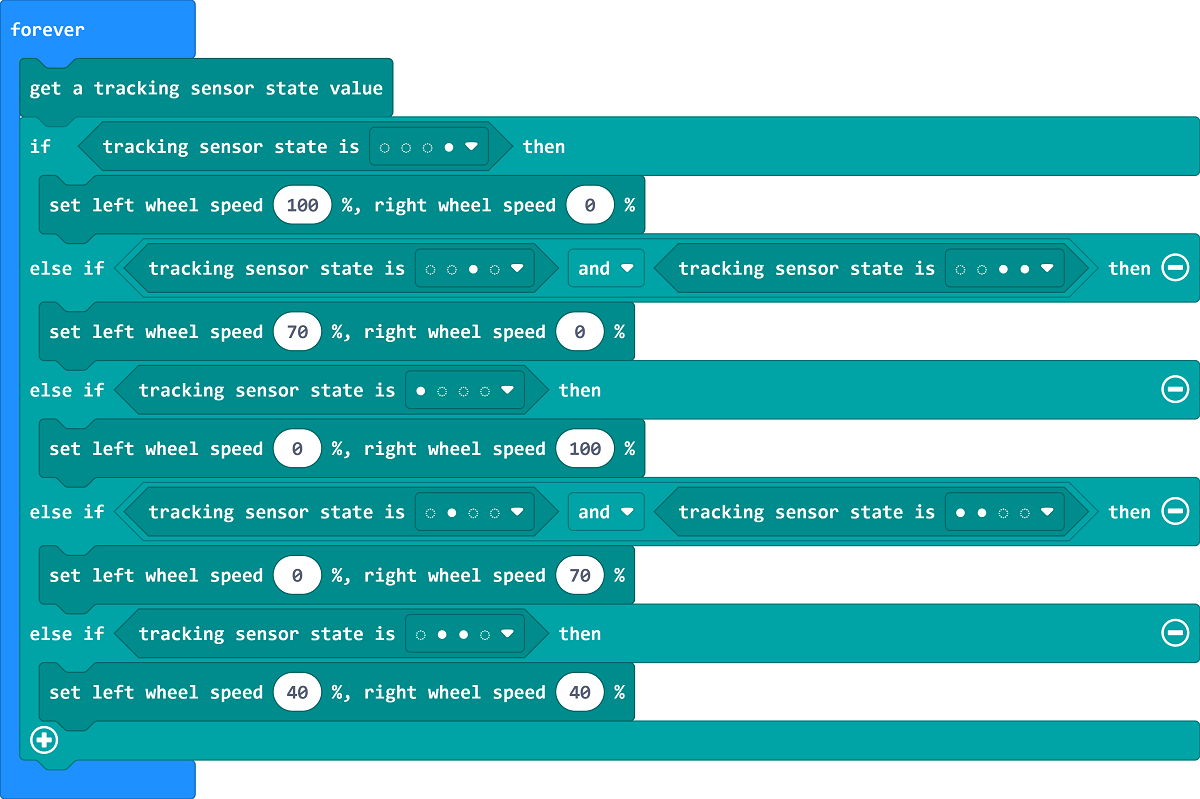 forever
get a tracking sensor state value
if tracking sensor state is then
set left wheel speed 100 %, right wheel speed 0 %
else if tracking sensor state is and tracking sensor state is then
set left wheel speed 70 %, right wheel speed 0 %
else if tracking sensor state is then
set left wheel speed 0 %, right wheel speed 100 %
else if tracking sensor state is and tracking sensor state is then
set left wheel speed 0 %, right wheel speed 70 %
else if tracking sensor state is then
set left wheel speed 40 %, right wheel speed 40 %